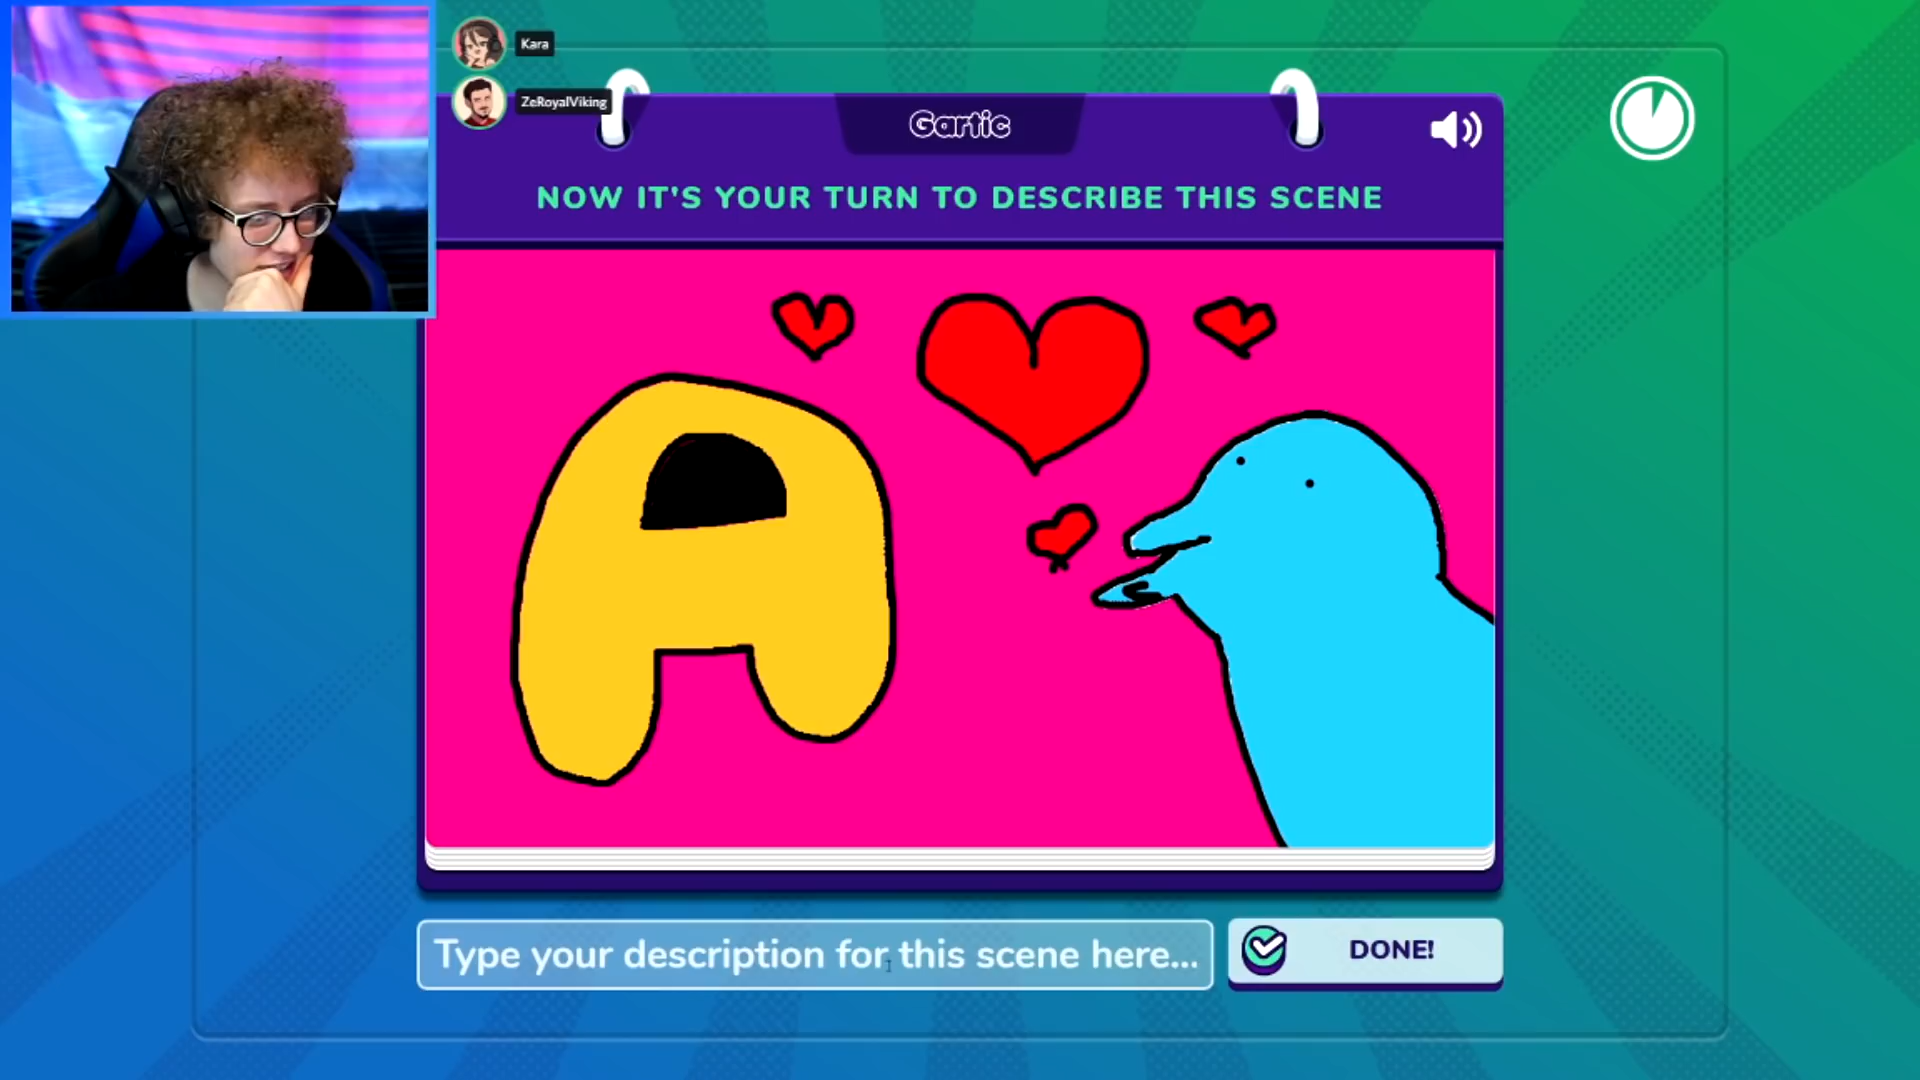 Kara
ZeRoyalViking
Gartic
NOW IT'S YOUR TURN TO DESCRIBE THIS SCENE
A
Type your description for this scene here...
DONE!